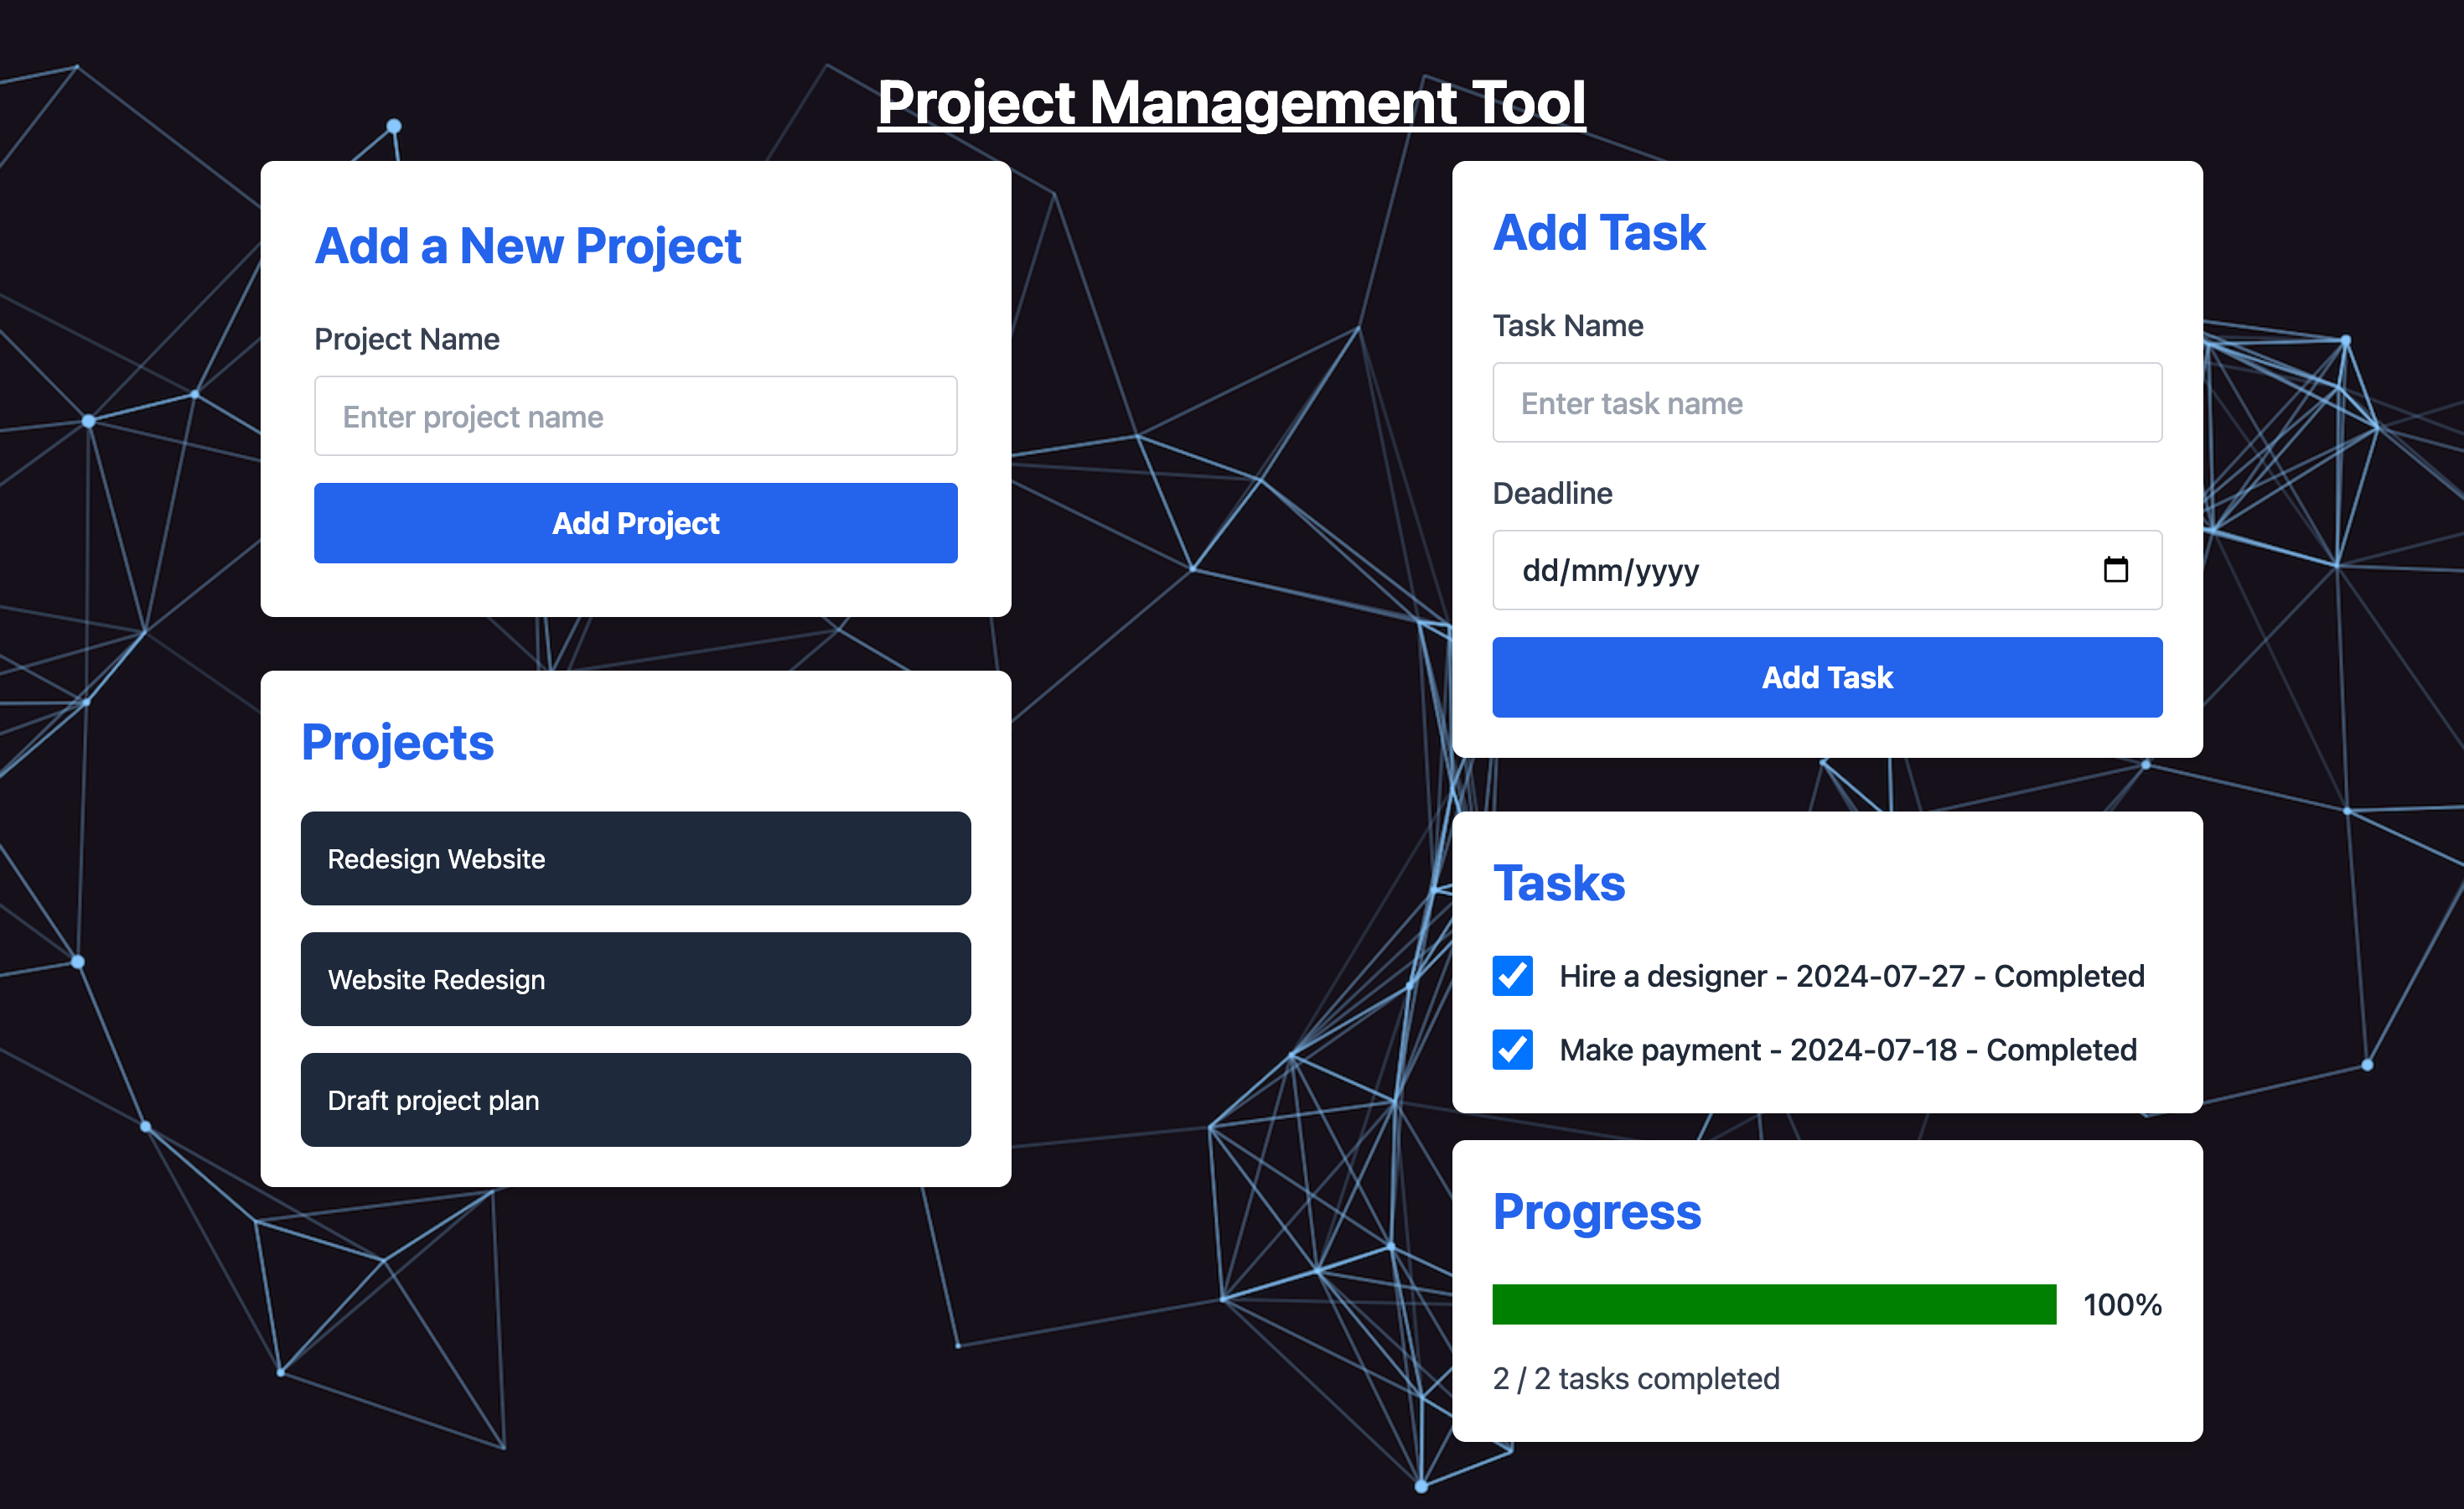 Project Management Tool
Add a New Project
Project Name
Enter project name
Add Project
Projects
Redesign Website
Website Redesign
Draft project plan
Add Task
Task Name
Enter task name
Deadline
dd/mm/yyyy
Add Task
Tasks
Hire a designer - 2024-07-27 - Completed
Make payment - 2024-07-18 - Completed
Progress
100%
2 / 2 tasks completed